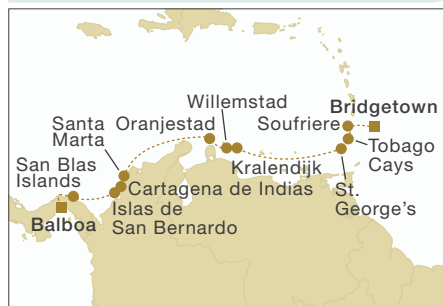 Willemstad
Bridgetown
Santa
Marta
Oranjestad
Soufriere
San Blas
Islands
Tobago
Cays
Kralendijk
Cartagena de Indias
St.
George's
Balboa
Islas de
San Bernardo